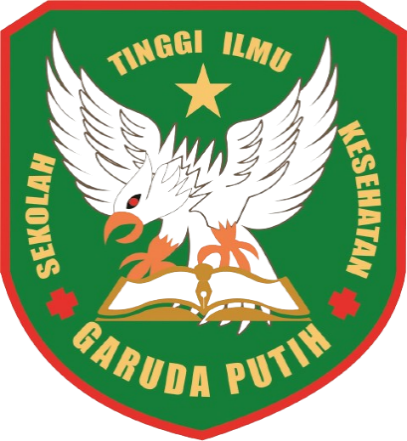 SEKOLAH
TINGGI ILMU
KESEHATAN
GARUDA PUTIH